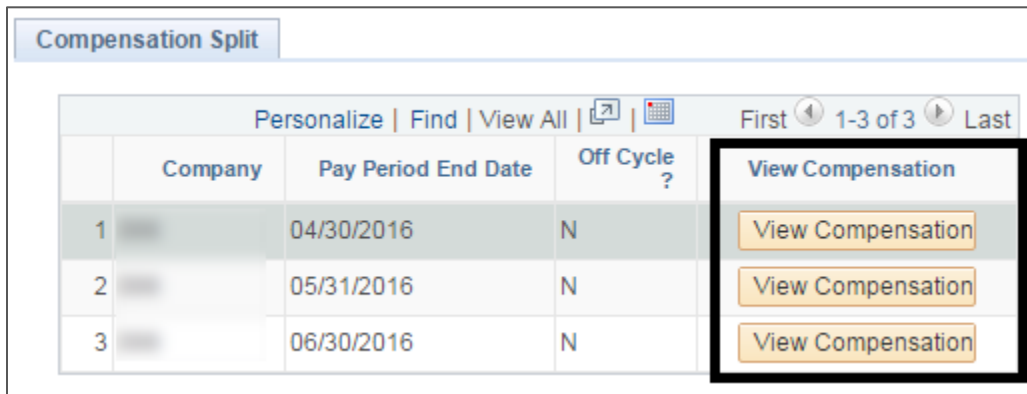 Compensation Split
Personalize | Find | View All | | First 1-3 of 3 Last
Company Pay Period End Date Off Cycle ? View Compensation
1 04/30/2016 N View Compensation
2 05/31/2016 N View Compensation
3 06/30/2016 N View Compensation